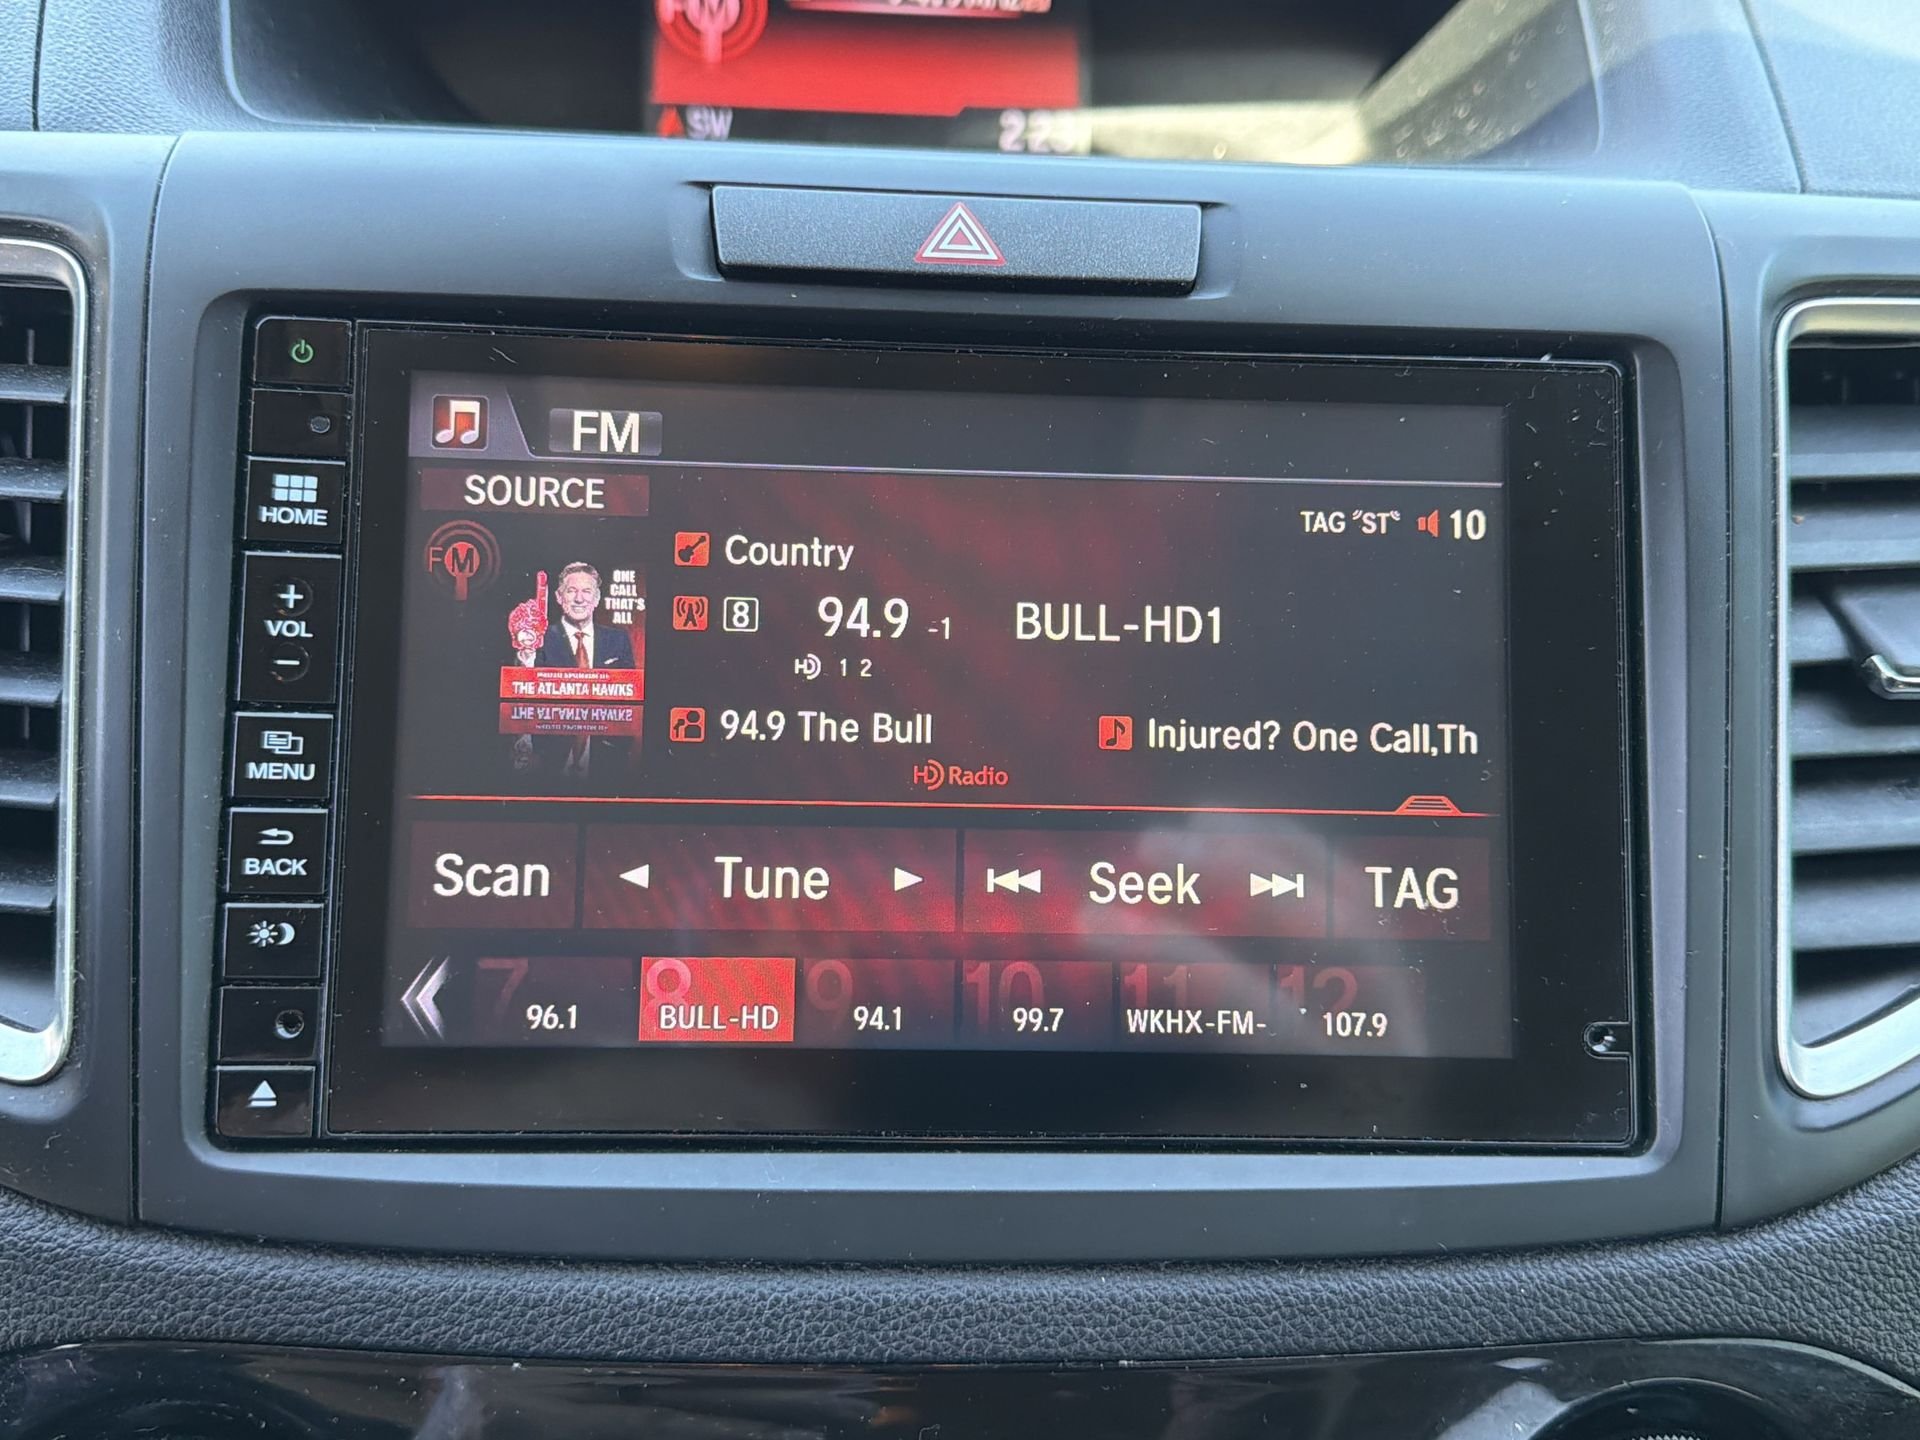 FM
SW
FM
SOURCE
HOME
VOL
MENU
BACK
FM
ONE
CALL
THAT'S
ALL
THE ATLANTA HAWKS
Country
TAG "ST" 10
8 94.9 -1 BULL-HD1
HD 1 2
94.9 The Bull
Injured? One Call,Th
HD Radio
Scan Tune Seek TAG
7 8 9 10 11 12
96.1 BULL-HD 94.1 99.7 WKHX-FM- 107.9